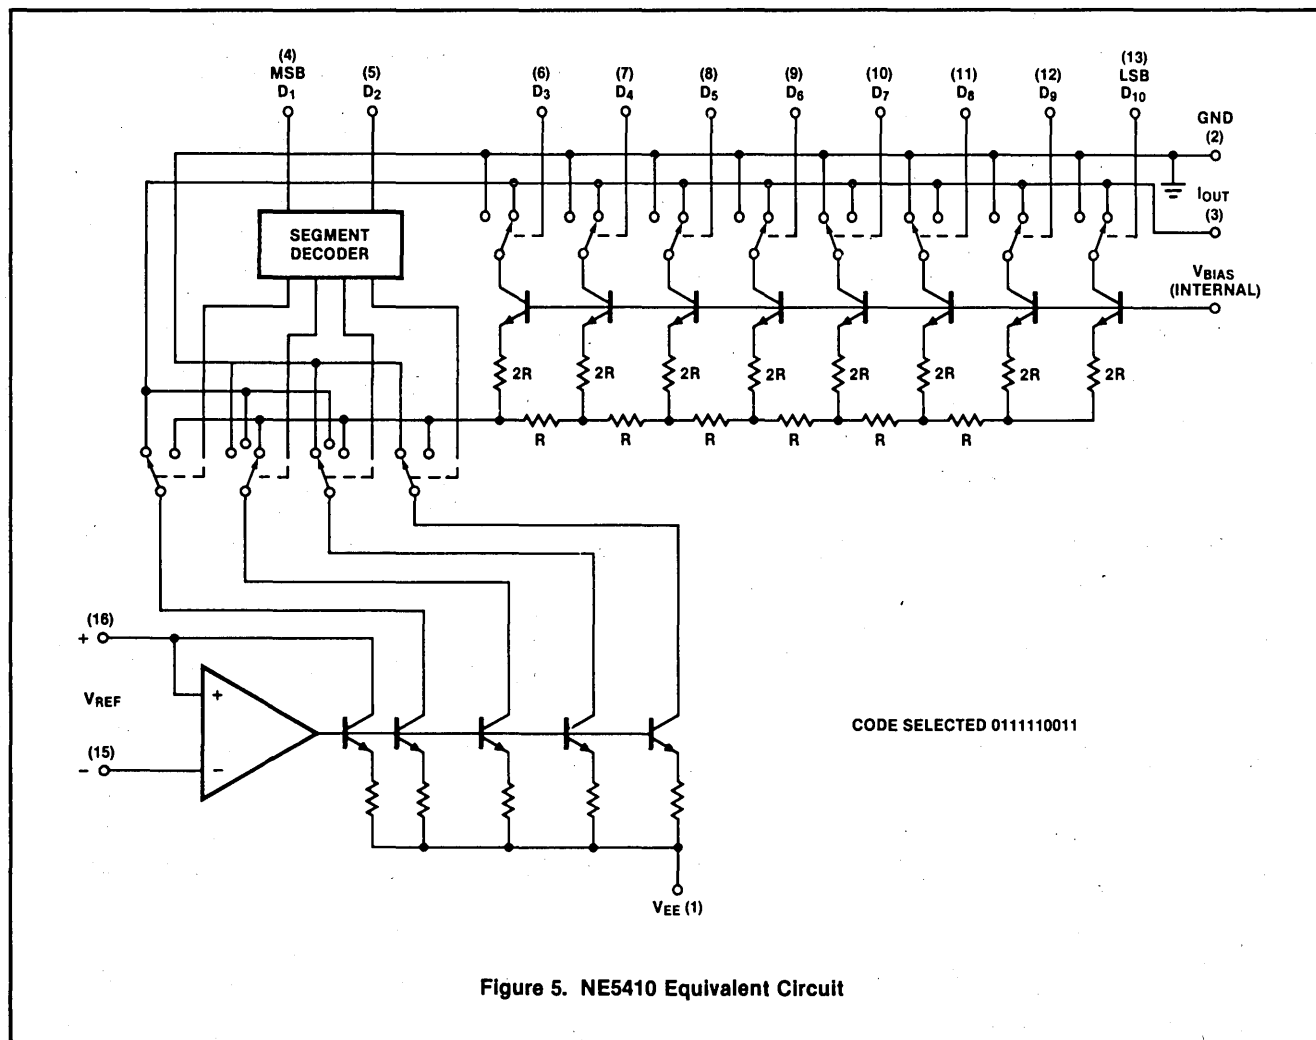 (4)
MSB
D1
(5)
D2
(6)
D3
(7)
D4
(8)
D5
(9)
D6
(10)
D7
(11)
D8
(12)
D9
(13)
LSB
D10
GND
(2)
IOUT
(3)
VBIAS
(INTERNAL)
SEGMENT
DECODER
2R
2R
2R
2R
2R
2R
2R
2R
R
R
R
R
R
R
+
(16)
VREF
-
(15)
+
-
CODE SELECTED 0111110011
VEE (1)
Figure 5. NE5410 Equivalent Circuit